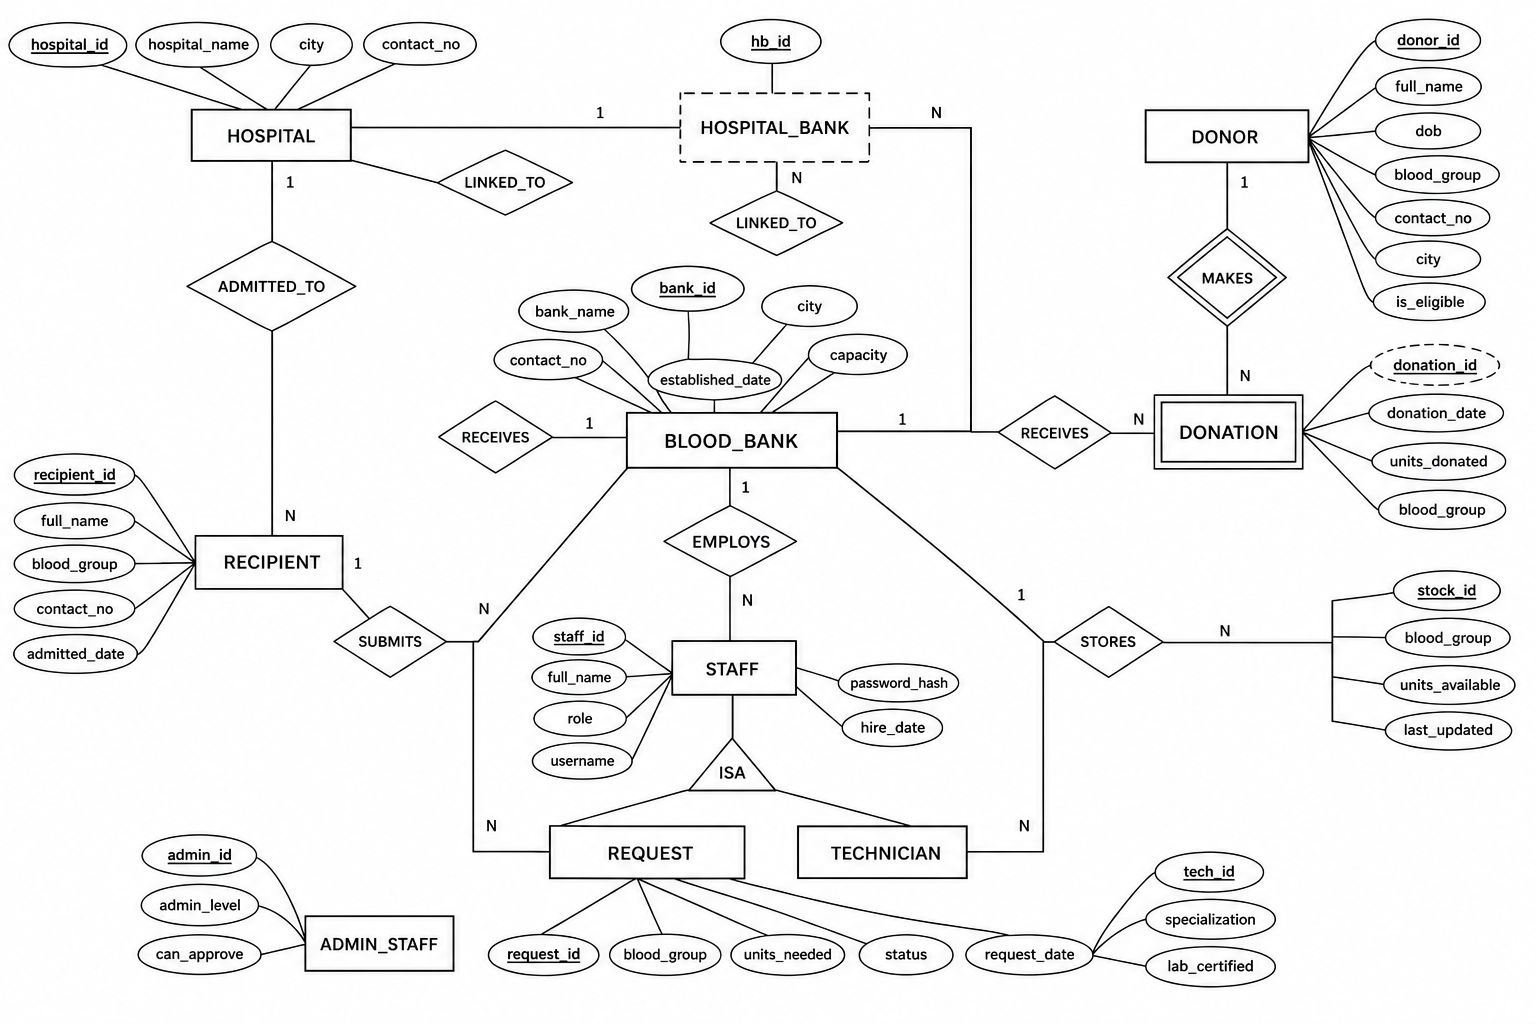 hospital_id
hospital_name
city
contact_no
hb_id
donor_id
full_name
dob
blood_group
contact_no
city
is_eligible
HOSPITAL
1
HOSPITAL_BANK
N
DONOR
1
LINKED_TO
N
LINKED_TO
1
ADMITTED_TO
MAKES
bank_name
bank_id
city
contact_no
established_date
capacity
N
donation_id
donation_date
units_donated
blood_group
RECEIVES
1
BLOOD_BANK
1
RECEIVES
N
DONATION
recipient_id
full_name
blood_group
contact_no
admitted_date
N
RECIPIENT
1
1
EMPLOYS
N
N
SUBMITS
1
STORES
N
stock_id
blood_group
units_available
last_updated
staff_id
full_name
role
username
STAFF
password_hash
hire_date
ISA
N
REQUEST
TECHNICIAN
N
admin_id
admin_level
can_approve
ADMIN_STAFF
request_id
blood_group
units_needed
status
request_date
tech_id
specialization
lab_certified